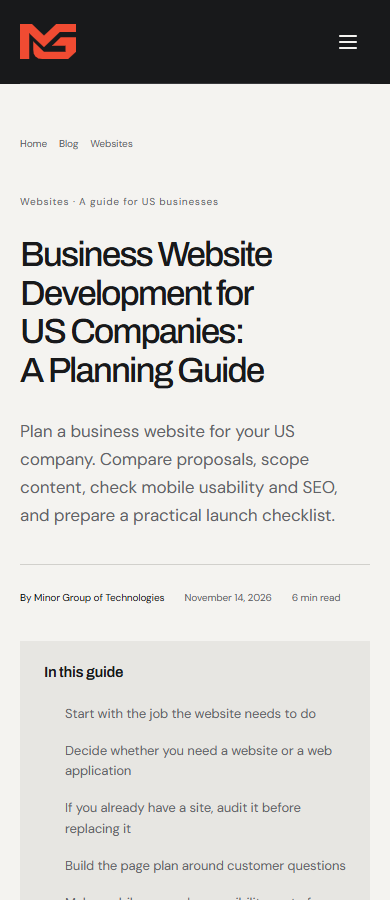 MG
Home Blog Websites
Websites · A guide for US businesses
Business Website
Development for
US Companies:
A Planning Guide
Plan a business website for your US
company. Compare proposals, scope
content, check mobile usability and SEO,
and prepare a practical launch checklist.
By Minor Group of Technologies November 14, 2026 6 min read
In this guide
Start with the job the website needs to do
Decide whether you need a website or a web
application
If you already have a site, audit it before
replacing it
Build the page plan around customer questions